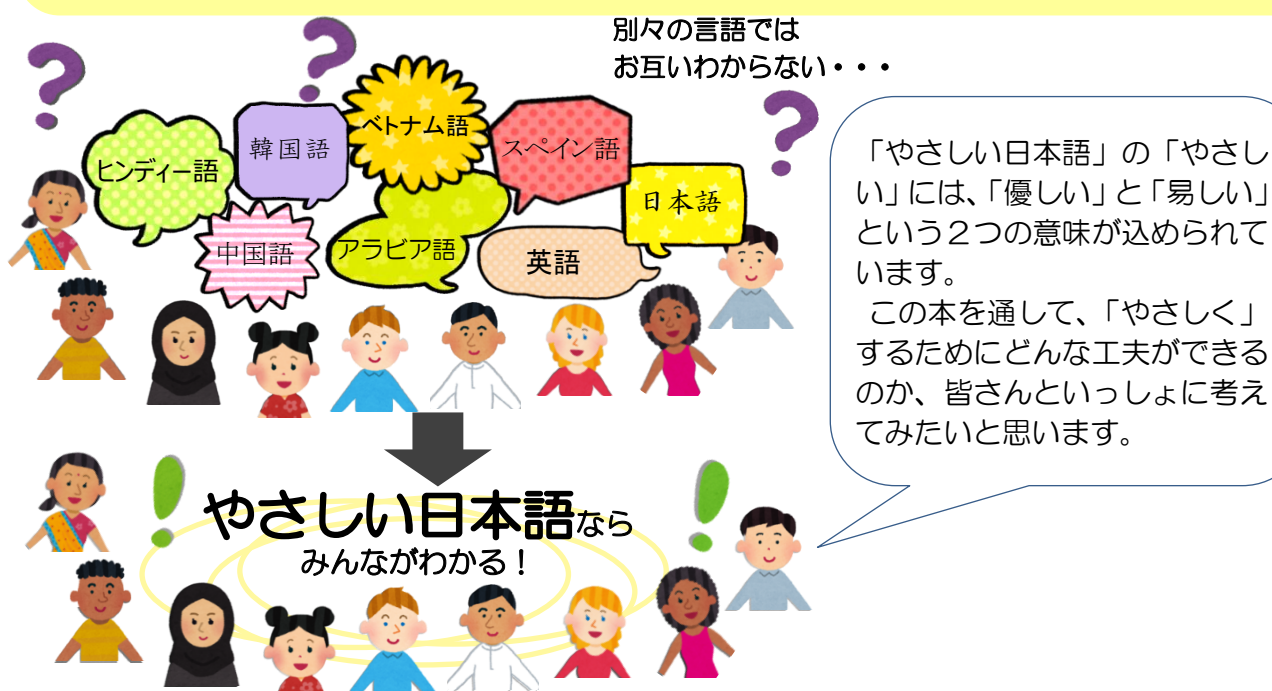 別々の言語では
お互いわからない・・・
ヒンディー語
韓国語
ベトナム語
スペイン語
日本語
中国語
アラビア語
英語
「やさしい日本語」の「やさし
い」には、「優しい」と「易しい」
という２つの意味が込められて
います。
この本を通して、「やさしく」
するためにどんな工夫ができる
のか、皆さんといっしょに考え
てみたいと思います。
やさしい日本語なら
みんながわかる！